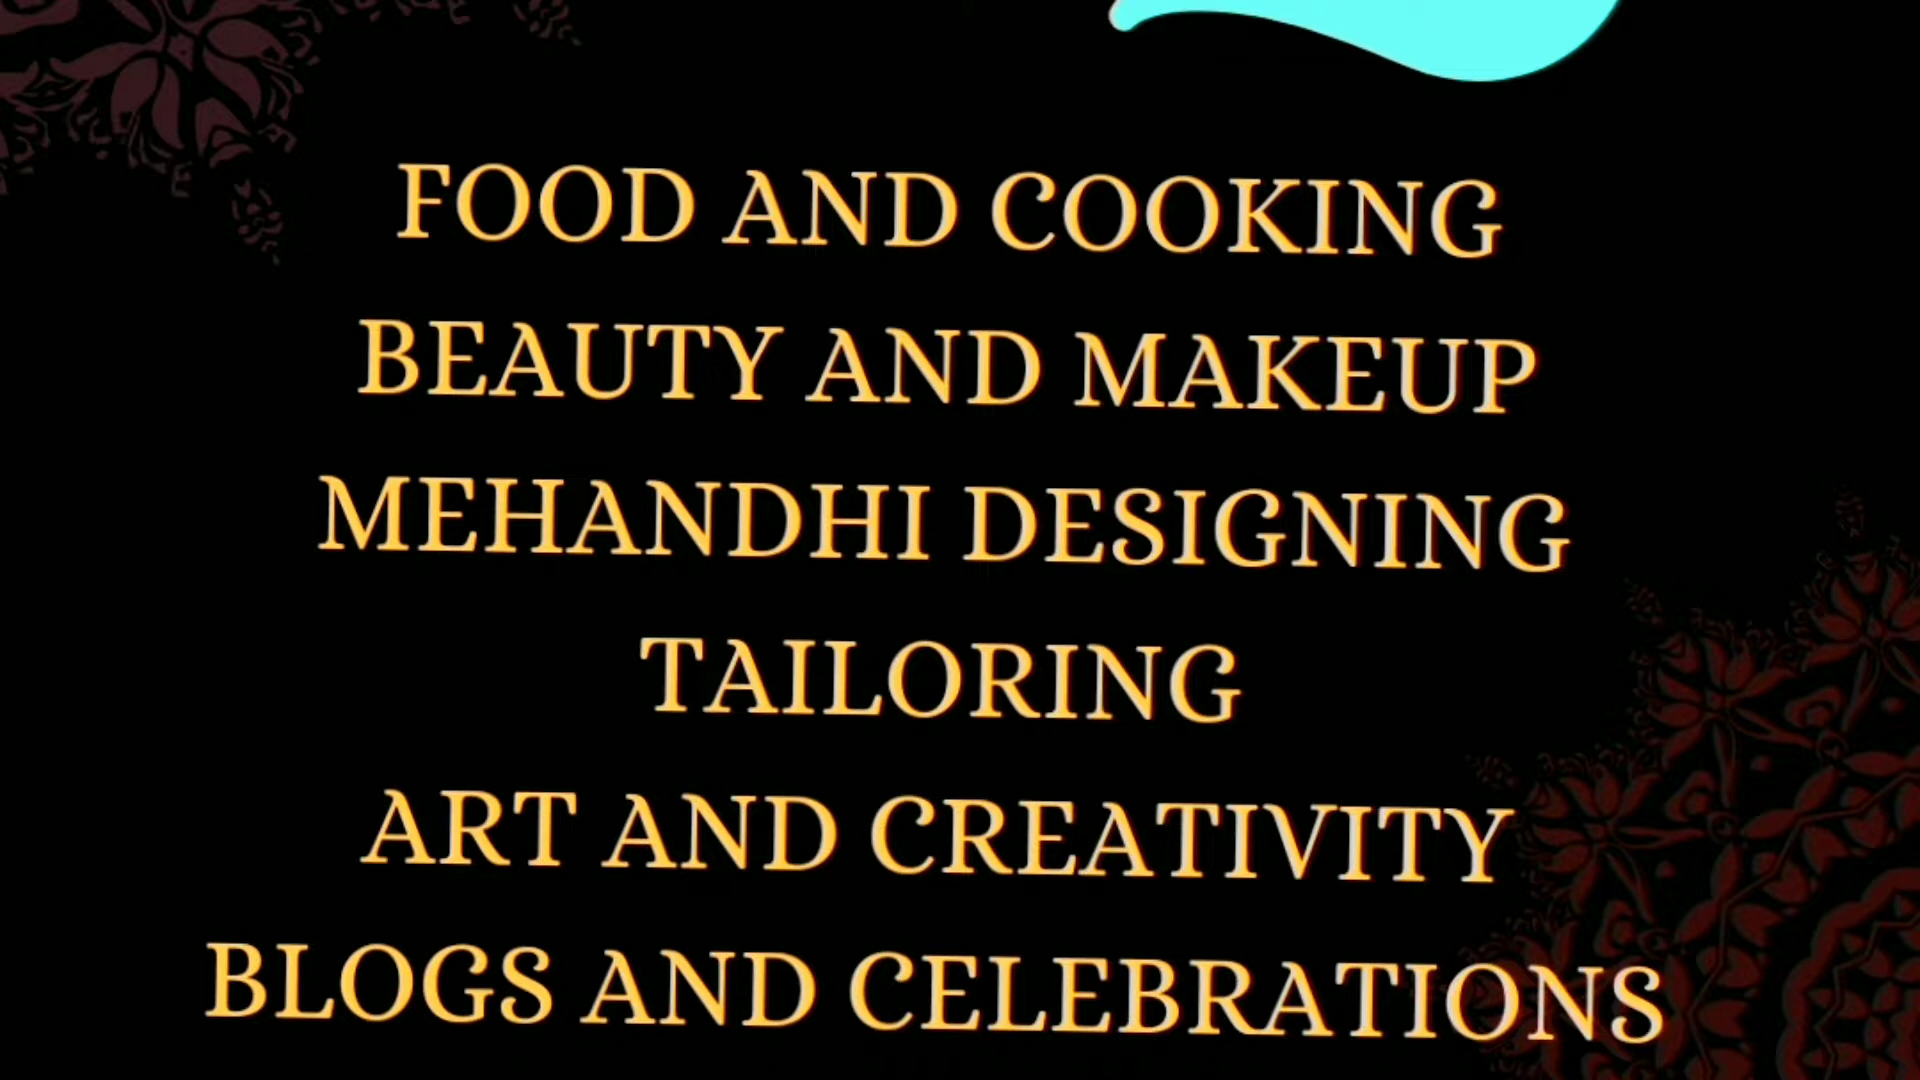 FOOD AND COOKING
BEAUTY AND MAKEUP
MEHANDHI DESIGNING
TAILORING
ART AND CREATIVITY
BLOGS AND CELEBRATIONS